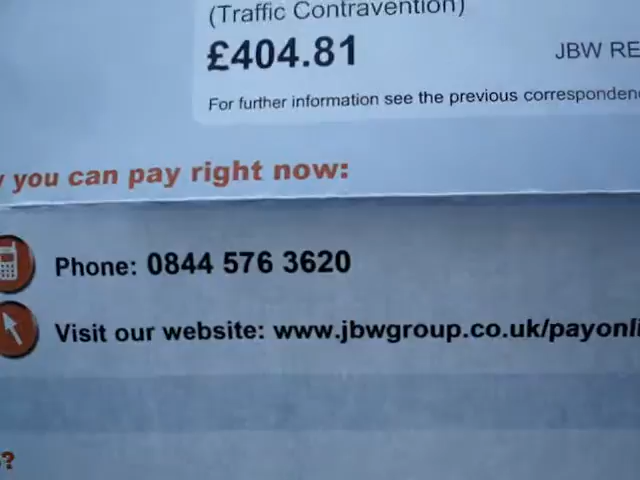 (Traffic Contravention)
£404.81
JBW RE
For further information see the previous corresponden
you can pay right now:
Phone: 0844 576 3620
Visit our website: www.jbwgroup.co.uk/payonli
?